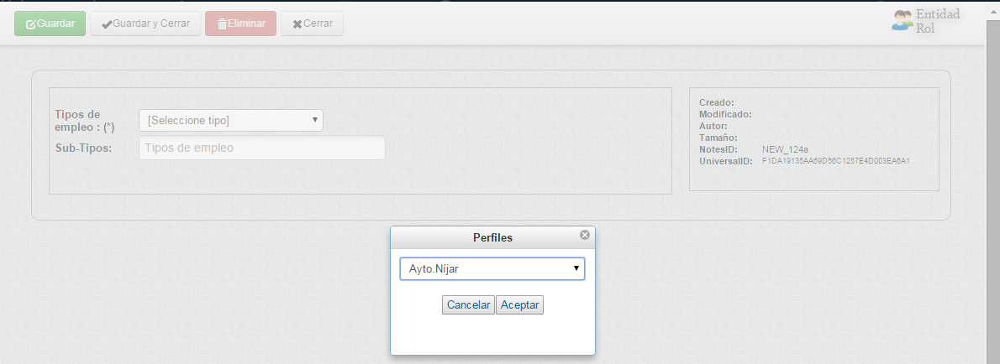 Guardar Guardar y Cerrar Eliminar Cerrar
Entidad
Rol
Tipos de
empleo : (*)
[Seleccione tipo]
Sub-Tipos:
Tipos de empleo
Creado:
Modificado:
Autor:
Tamaño:
NotesID: NEW_124a
UniversalID: F1DA19135AA69D56C1257E4D003EA6A1
Perfiles
Ayto.Níjar
Cancelar Aceptar